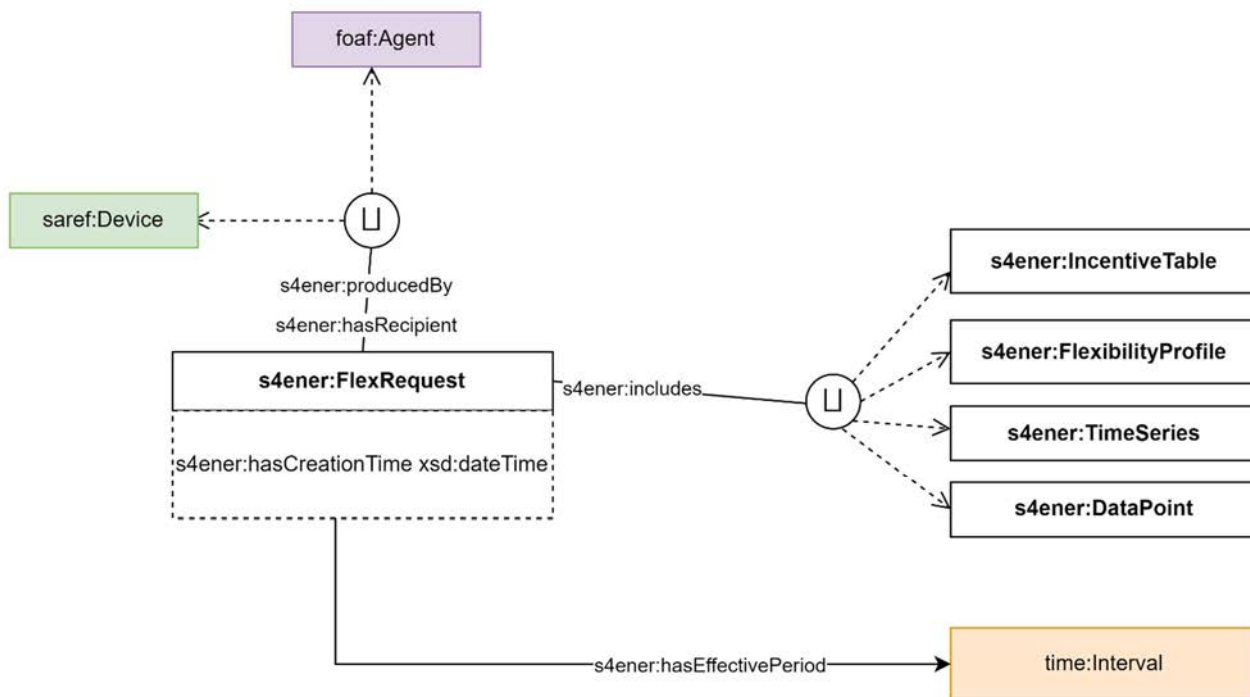 foaf:Agent
saref:Device
⊔
s4ener:producedBy
s4ener:hasRecipient
s4ener:FlexRequest
s4ener:hasCreationTime xsd:dateTime
s4ener:includes
⊔
s4ener:IncentiveTable
s4ener:FlexibilityProfile
s4ener:TimeSeries
s4ener:DataPoint
s4ener:hasEffectivePeriod
time:Interval